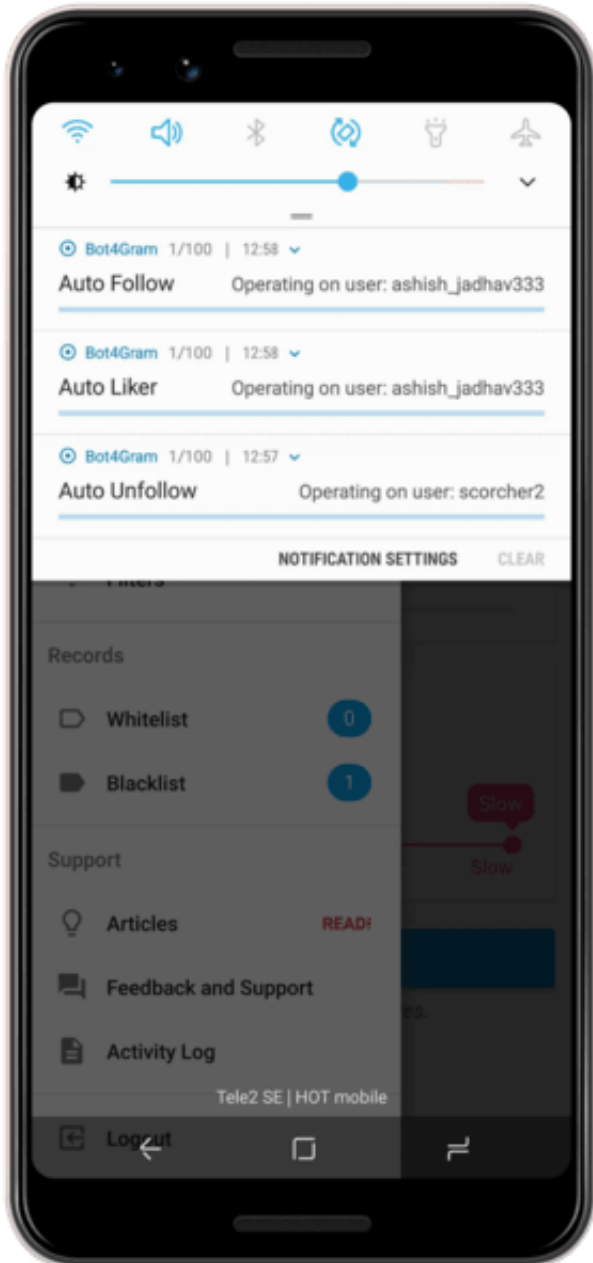 Bot4Gram 1/100 | 12:58
Auto Follow Operating on user: ashish_jadhav333
Bot4Gram 1/100 | 12:58
Auto Liker Operating on user: ashish_jadhav333
Bot4Gram 1/100 | 12:57
Auto Unfollow Operating on user: scorcher2
NOTIFICATION SETTINGS CLEAR
Filters
Records
Whitelist 0
Blacklist 1
Slow
Support
Slow
Articles READ
Feedback and Support
res.
Activity Log
Tele2 SE | HOT mobile
Logout